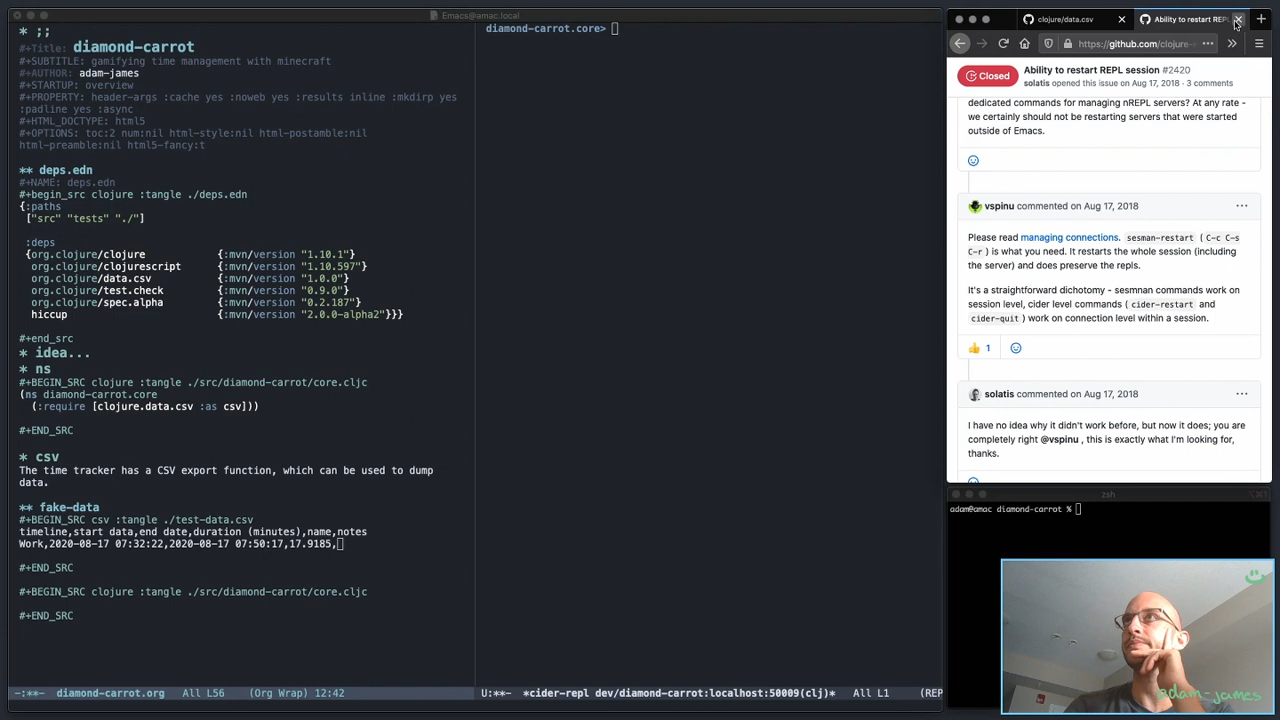 Emacs@amac.local
* ;;
#+Title: diamond-carrot
#+SUBTITLE: gamifying time management with minecraft
#+AUTHOR: adam-james
#+STARTUP: overview
#+PROPERTY: header-args :cache yes :noweb yes :results inline :mkdirp yes
:padline yes :async
#+HTML_DOCTYPE: html5
#+OPTIONS: toc:2 num:nil html-style:nil html-postamble:nil
html-preamble:nil html5-fancy:t
** deps.edn
#+NAME: deps.edn
#+begin_src clojure :tangle ./deps.edn
{:paths
["src" "tests" "./"]
:deps
{org.clojure/clojure {:mvn/version "1.10.1"}
org.clojure/clojurescript {:mvn/version "1.10.597"}
org.clojure/data.csv {:mvn/version "1.0.0"}
org.clojure/test.check {:mvn/version "0.9.0"}
org.clojure/spec.alpha {:mvn/version "0.2.187"}
hiccup {:mvn/version "2.0.0-alpha2"}}}
#+end_src
* idea...
* ns
#+BEGIN_SRC clojure :tangle ./src/diamond-carrot/core.cljc
(ns diamond-carrot.core
(:require [clojure.data.csv :as csv]))
#+END_SRC
* csv
The time tracker has a CSV export function, which can be used to dump
data.
** fake-data
#+BEGIN_SRC csv :tangle ./test-data.csv
timeline,start data,end date,duration (minutes),name,notes
Work,2020-08-17 07:32:22,2020-08-17 07:50:17,17.9185,
#+END_SRC
#+BEGIN_SRC clojure :tangle ./src/diamond-carrot/core.cljc
#+END_SRC
-:**- diamond-carrot.org All L56 (Org Wrap) 12:42
diamond-carrot.core>
U:**- *cider-repl dev/diamond-carrot:localhost:50009(clj)* All L1 (REP
clojure/data.csv
Ability to restart REPL
https://github.com/clojure-
Closed
Ability to restart REPL session #2420
solatis opened this issue on Aug 17, 2018 · 3 comments
dedicated commands for managing nREPL servers? At any rate -
we certainly should not be restarting servers that were started
outside of Emacs.
vspinu commented on Aug 17, 2018
Please read managing connections. sesman-restart ( C-c C-s
C-r ) is what you need. It restarts the whole session (including
the server) and does preserve the repls.
It's a straightforward dichotomy - sesmnan commands work on
session level, cider level commands ( cider-restart and
cider-quit ) work on connection level within a session.
👍 1
solatis commented on Aug 17, 2018
I have no idea why it didn't work before, but now it does; you are
completely right @vspinu , this is exactly what I'm looking for,
thanks.
zsh
⌥⌘1
adam@amac diamond-carrot %
adam-james